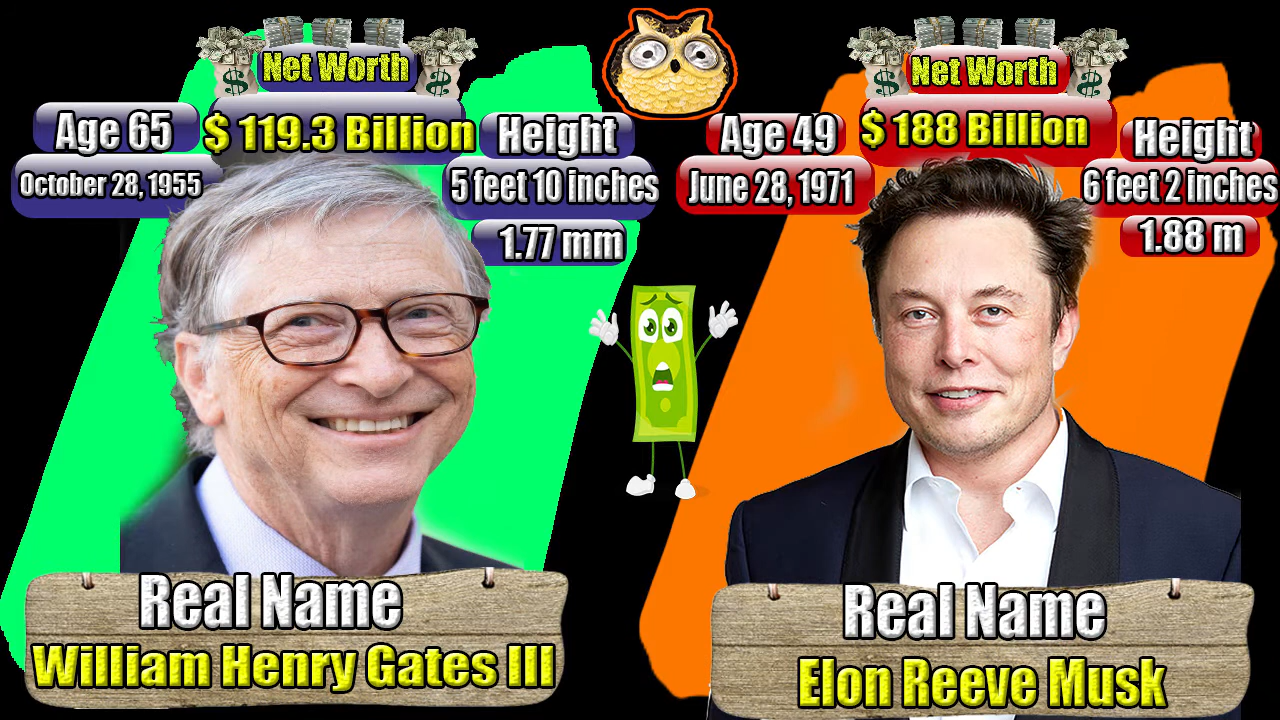 Net Worth
Age 65
$ 119.3 Billion
Height
October 28, 1955
5 feet 10 inches
1.77 mm
Real Name
William Henry Gates III
Net Worth
Age 49
$ 188 Billion
Height
June 28, 1971
6 feet 2 inches
1.88 m
Real Name
Elon Reeve Musk